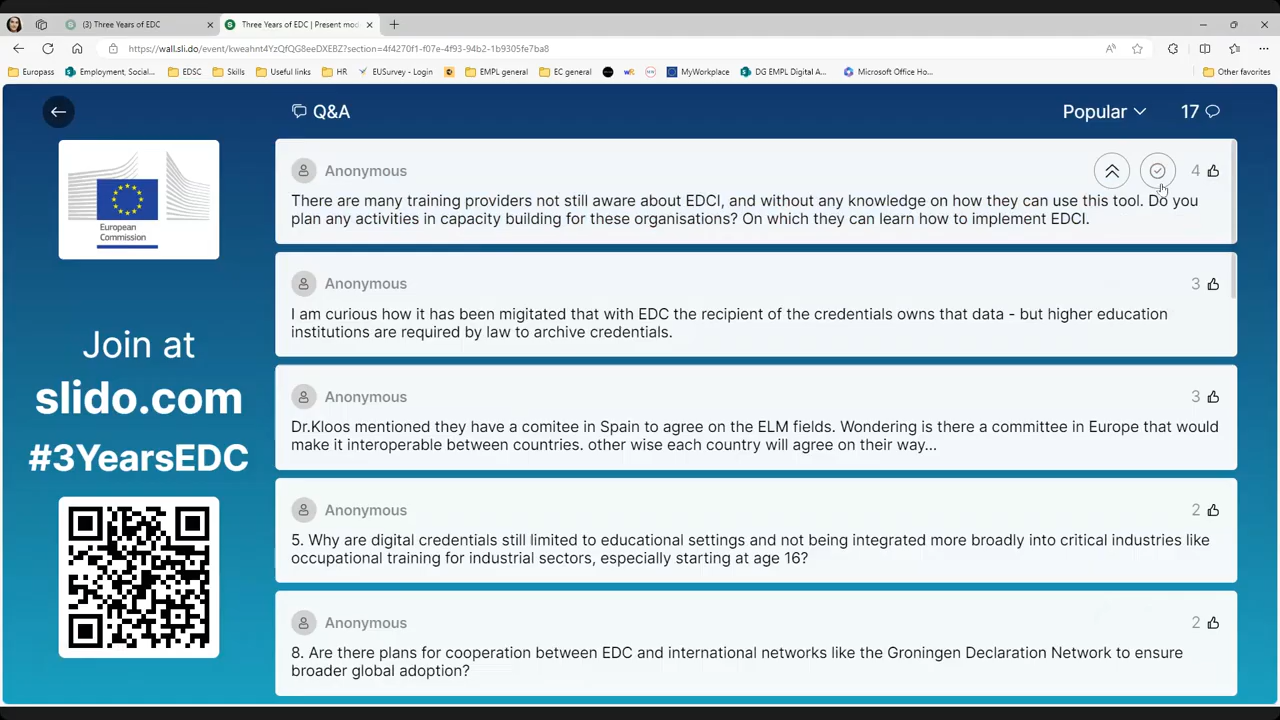 (3) Three Years of EDC
Three Years of EDC | Present mod
https://wall.sli.do/event/kweahnt4YzQfQG8eeDXEBZ?section=4f4270f1-f07e-4f93-94b2-1b9305fe7ba8
Europass
Employment, Social...
EDSC
Skills
Useful links
HR
EUSurvey - Login
EMPL general
EC general
MyWorkplace
DG EMPL Digital A...
Microsoft Office Ho...
Other favorites
Q&A
Popular
17
European
Commission
Join at
slido.com
#3YearsEDC
Anonymous
4
There are many training providers not still aware about EDCI, and without any knowledge on how they can use this tool. Do you
plan any activities in capacity building for these organisations? On which they can learn how to implement EDCI.
Anonymous
3
I am curious how it has been migitated that with EDC the recipient of the credentials owns that data - but higher education
institutions are required by law to archive credentials.
Anonymous
3
Dr.Kloos mentioned they have a comitee in Spain to agree on the ELM fields. Wondering is there a committee in Europe that would
make it interoperable between countries. other wise each country will agree on their way...
Anonymous
2
5. Why are digital credentials still limited to educational settings and not being integrated more broadly into critical industries like
occupational training for industrial sectors, especially starting at age 16?
Anonymous
2
8. Are there plans for cooperation between EDC and international networks like the Groningen Declaration Network to ensure
broader global adoption?